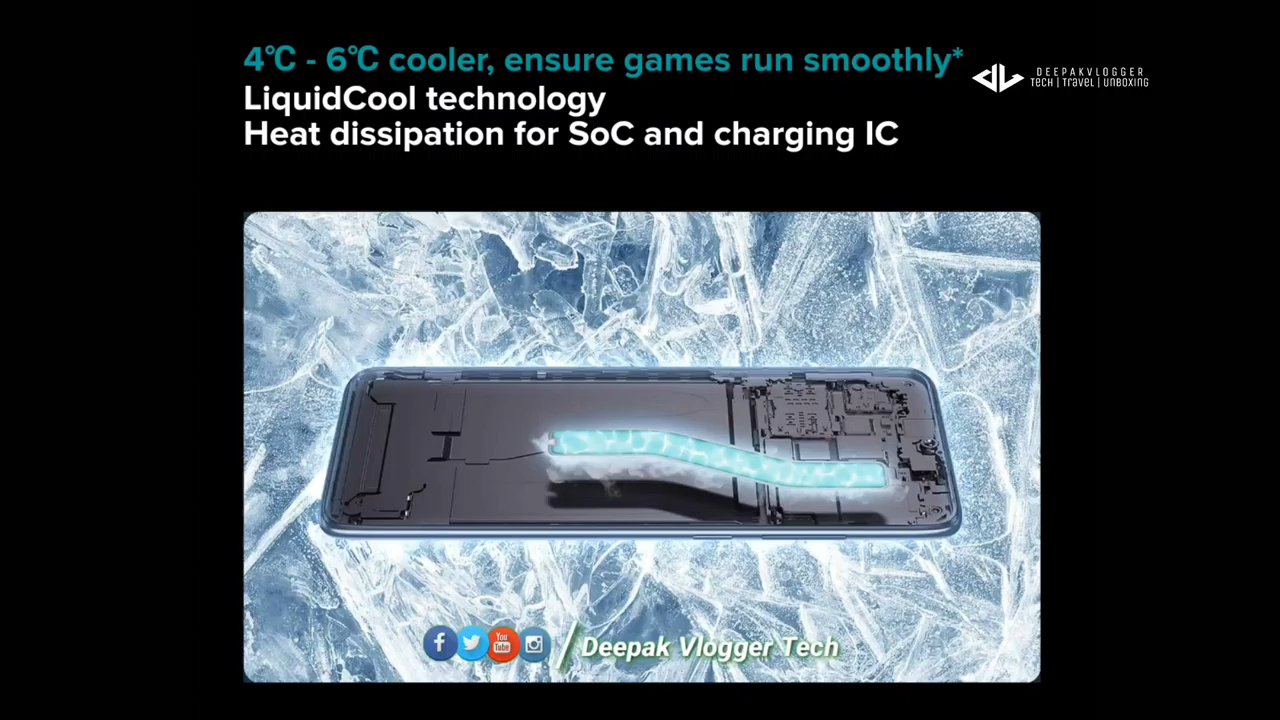 4℃ - 6℃ cooler, ensure games run smoothly*
DEEPAKVLOGGER
TECH | TRAVEL | UNBOXING
LiquidCool technology
Heat dissipation for SoC and charging IC
You
Tube
Deepak Vlogger Tech